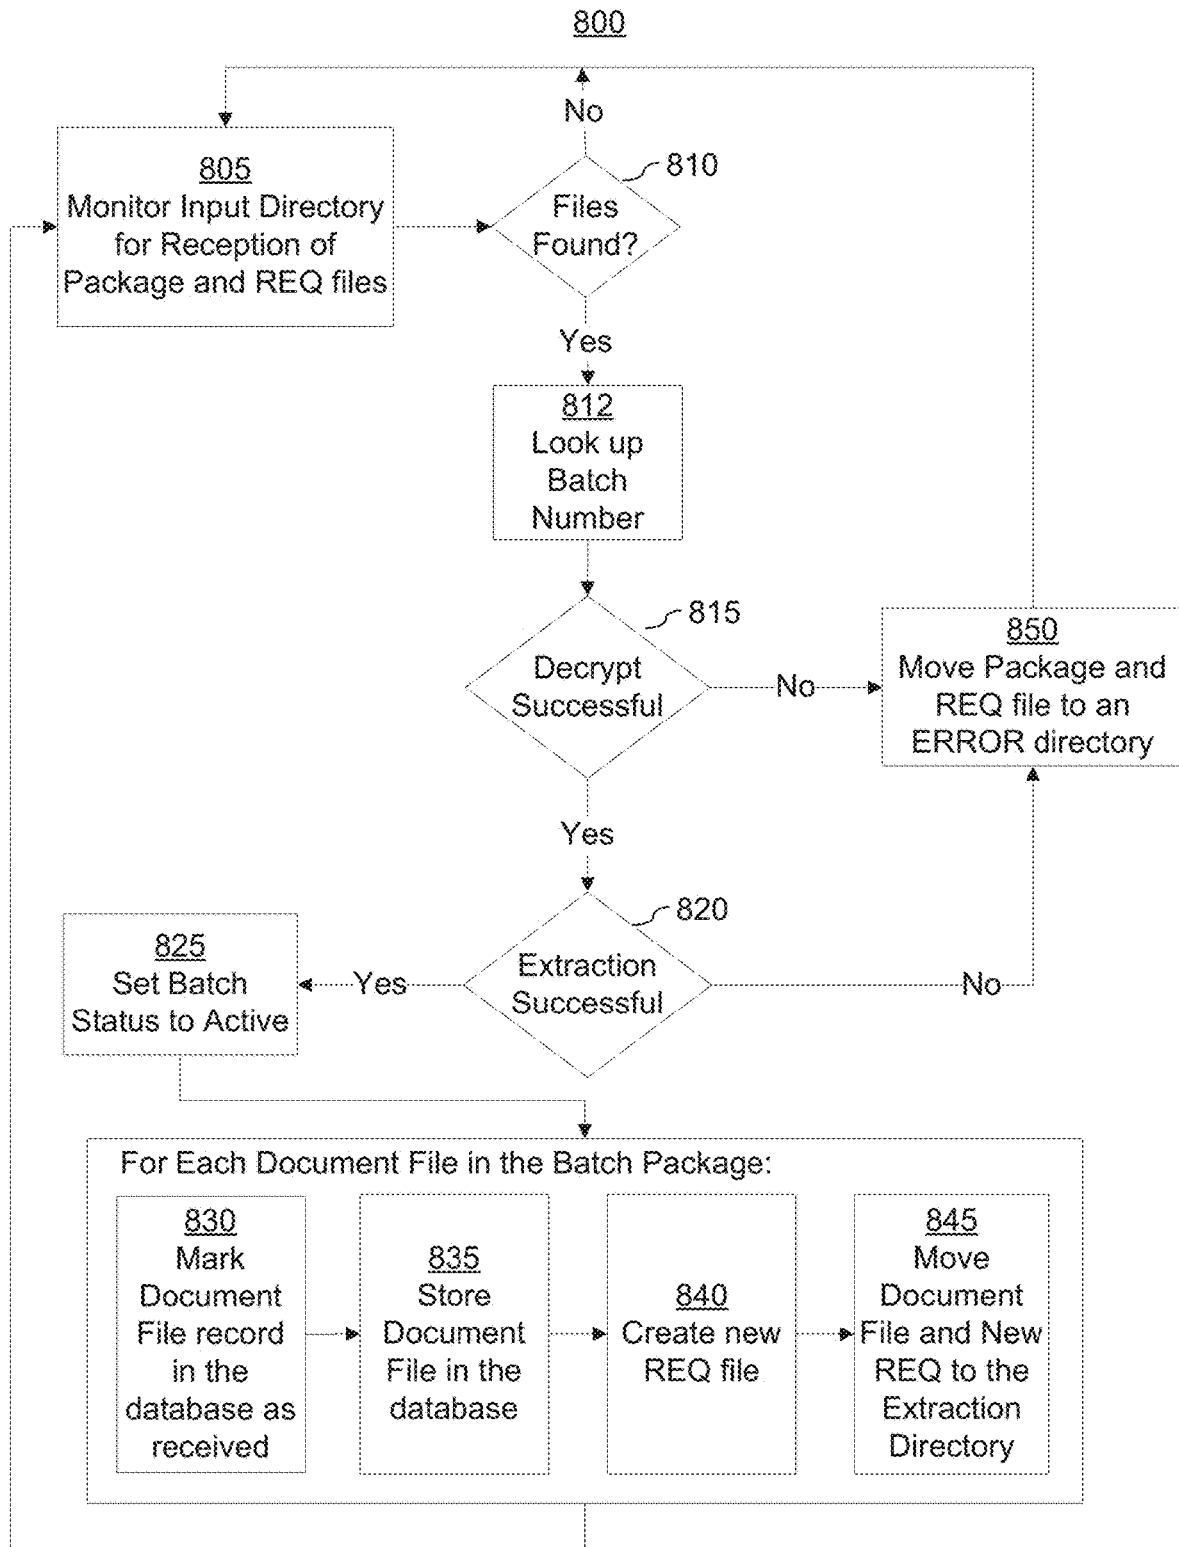 800
No
805
Monitor Input Directory
for Reception of
Package and REQ files
810
Files
Found?
Yes
812
Look up
Batch
Number
815
Decrypt
Successful
No
850
Move Package and
REQ file to an
ERROR directory
Yes
820
Extraction
Successful
No
Yes
825
Set Batch
Status to Active
For Each Document File in the Batch Package:
830
Mark
Document
File record
in the
database as
received
835
Store
Document
File in the
database
840
Create new
REQ file
845
Move
Document
File and New
REQ to the
Extraction
Directory